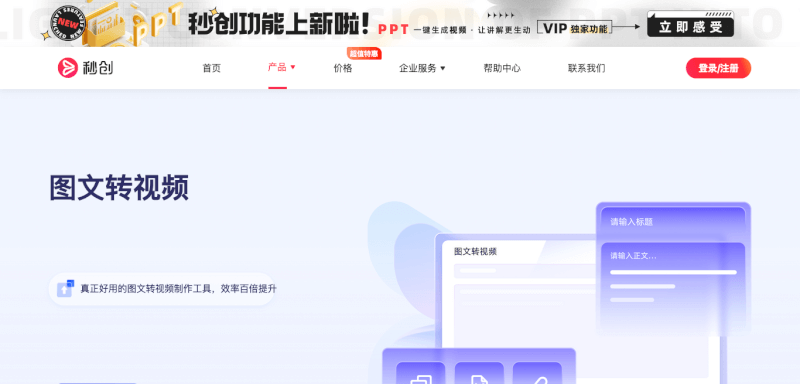 秒创功能上新啦！ PPT 一键生成视频·让讲解更生动 VIP 独家功能 立即感受
NEW
PPT
超值特惠
秒创 首页 产品 价格 企业服务 帮助中心 联系我们 登录/注册
图文转视频
请输入标题
图文转视频
请输入正文...
真正好用的图文转视频制作工具，效率百倍提升